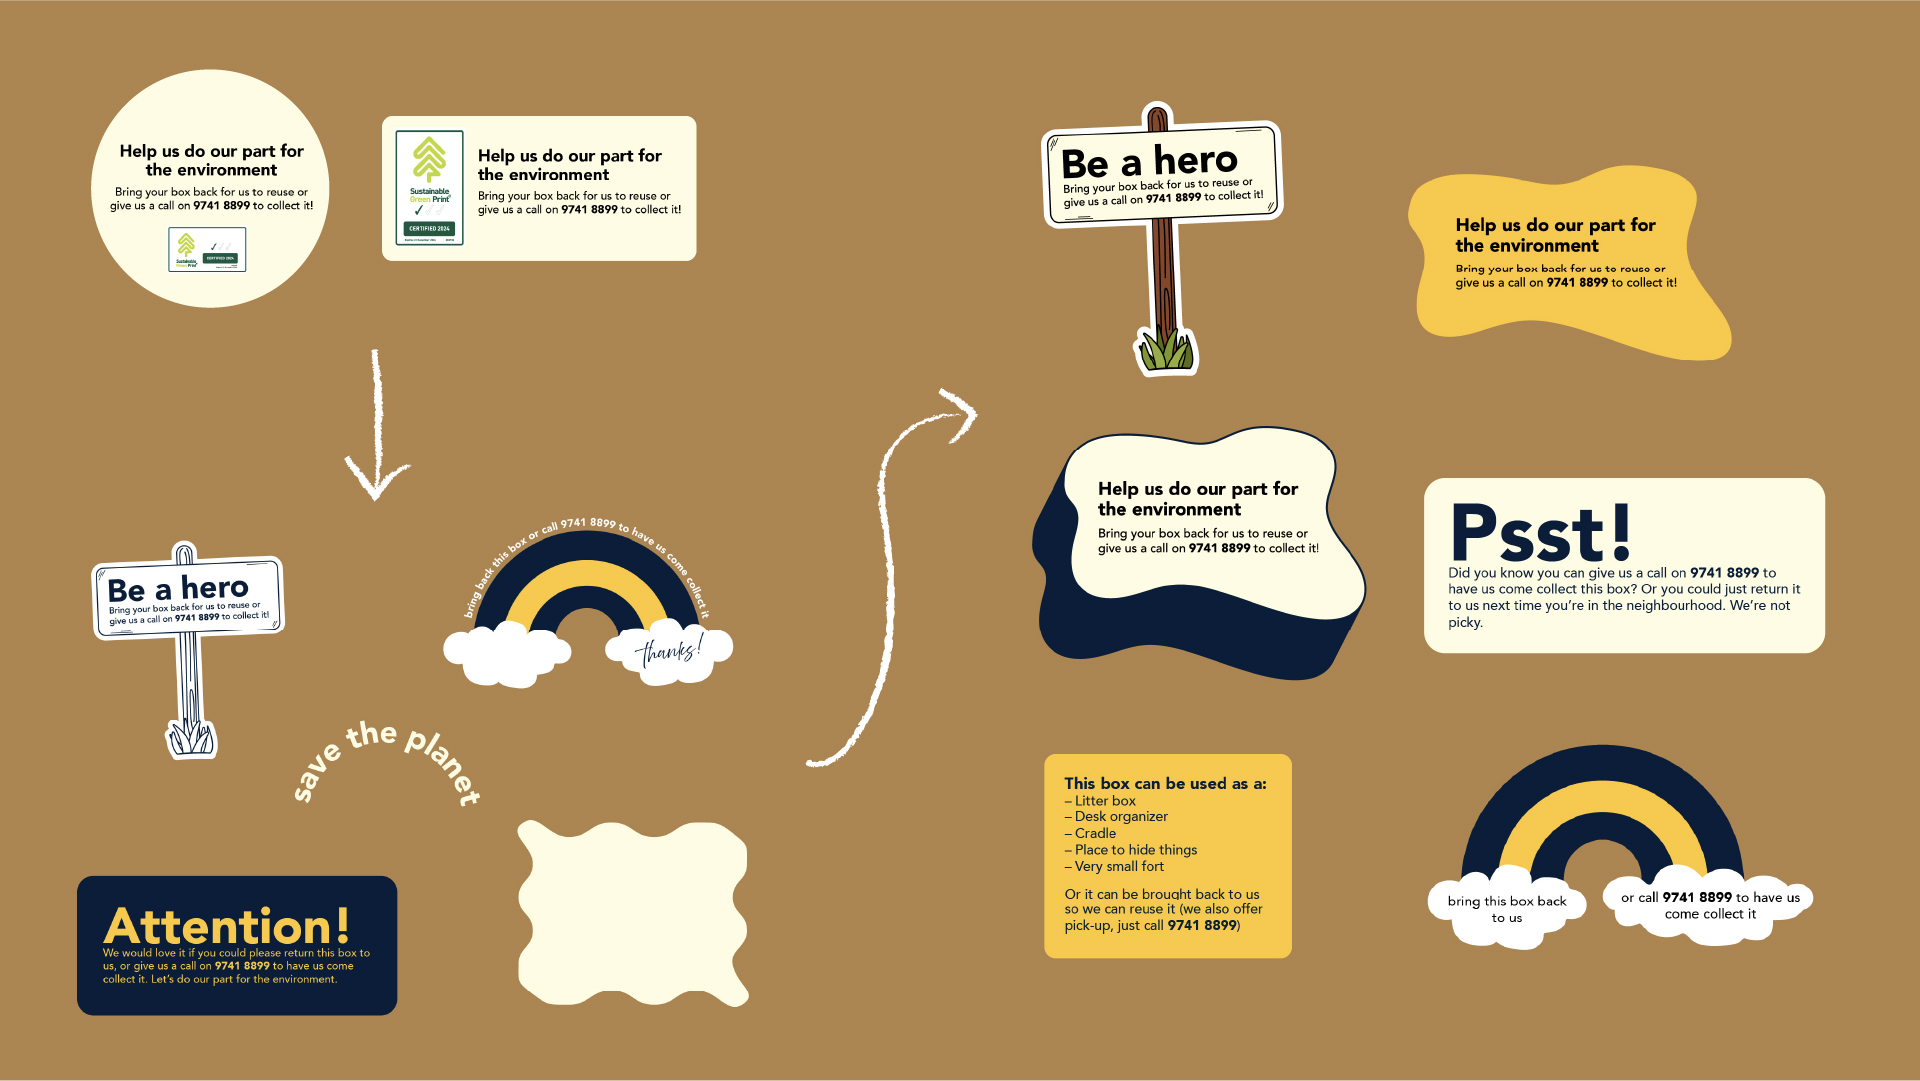 Help us do our part for
the environment
Bring your box back for us to reuse or
give us a call on 9741 8899 to collect it!
Sustainable
Green Print
CERTIFIED 2024
Sustainable
Green Print
CERTIFIED 2024
Help us do our part for
the environment
Bring your box back for us to reuse or
give us a call on 9741 8899 to collect it!
Be a hero
Bring your box back for us to reuse or
give us a call on 9741 8899 to collect it!
bring back this box or call 9741 8899 to have us come collect it
thanks!
save the planet
Attention!
We would love it if you could please return this box to
us, or give us a call on 9741 8899 to have us come
collect it. Let's do our part for the environment.
Be a hero
Bring your box back for us to reuse or
give us a call on 9741 8899 to collect it!
Help us do our part for
the environment
Bring your box back for us to reuse or
give us a call on 9741 8899 to collect it!
Help us do our part for
the environment
Bring your box back for us to reuse or
give us a call on 9741 8899 to collect it!
Psst!
Did you know you can give us a call on 9741 8899 to
have us come collect this box? Or you could just return it
to us next time you're in the neighbourhood. We're not
picky.
This box can be used as a:
– Litter box
– Desk organizer
– Cradle
– Place to hide things
– Very small fort
Or it can be brought back to us
so we can reuse it (we also offer
pick-up, just call 9741 8899)
bring this box back
to us
or call 9741 8899 to have us
come collect it